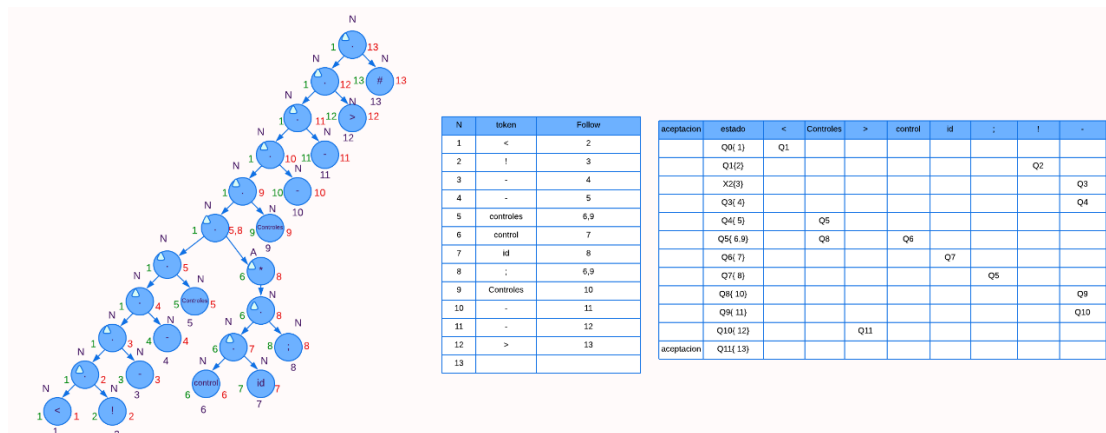 N
1 . 13
N N
1 . 12 13 # 13
N N 13
1 - 11 12 > 12
N N 12
1 . 10 11 - 11
N N 11
1 . 9 10 - 10
N N 10
1 . 5,8 9 Controles 9
N A 9
1 . 5 6 * 8
N N
1 . 4 5 Controles 5 6 . 8
N N 5
1 . 3 4 - 4 6 . 7 8 ; 8
N N 4 N N 8
1 . 2 3 - 3 6 control 6 7 id 7
N N 3 6 7
1 < 1 2 ! 2
1 2
N token Follow
1 < 2
2 ! 3
3 - 4
4 - 5
5 controles 6,9
6 control 7
7 id 8
8 ; 6,9
9 Controles 10
10 - 11
11 - 12
12 > 13
13
aceptacion estado < Controles > control id ; ! -
Q0{ 1} Q1
Q1{2} Q2
X2{3} Q3
Q3{ 4} Q4
Q4{ 5} Q5
Q5{ 6.9} Q8 Q6
Q6{ 7} Q7
Q7{ 8} Q5
Q8{ 10} Q9
Q9{ 11} Q10
Q10{ 12} Q11
aceptacion Q11{ 13}